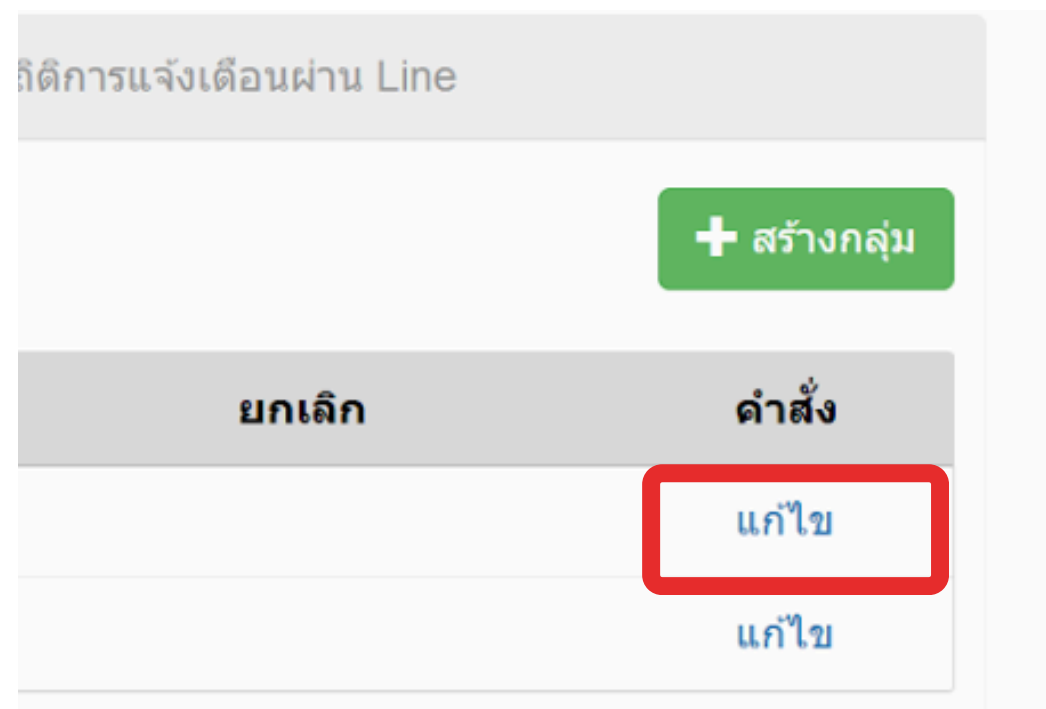 ถิติการแจ้งเตือนผ่าน Line
สร้างกลุ่ม
ยกเลิก คำสั่ง
แก้ไข
แก้ไข